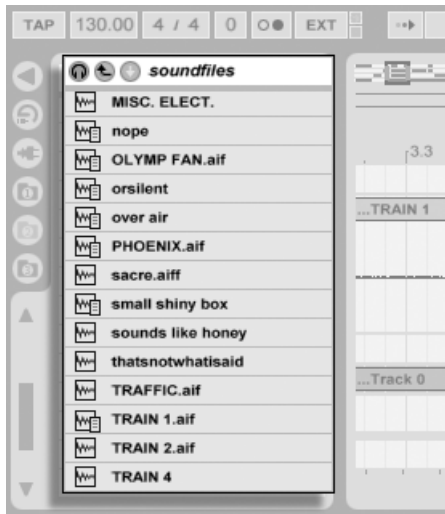 TAP 130.00 4 / 4 0 EXT
soundfiles
MISC. ELECT.
nope
OLYMP FAN.aif
orsilent
over air
PHOENIX.aif
sacre.aiff
small shiny box
sounds like honey
thatsnotwhatisaid
TRAFFIC.aif
TRAIN 1.aif
TRAIN 2.aif
TRAIN 4
3.3
...TRAIN 1
...Track 0